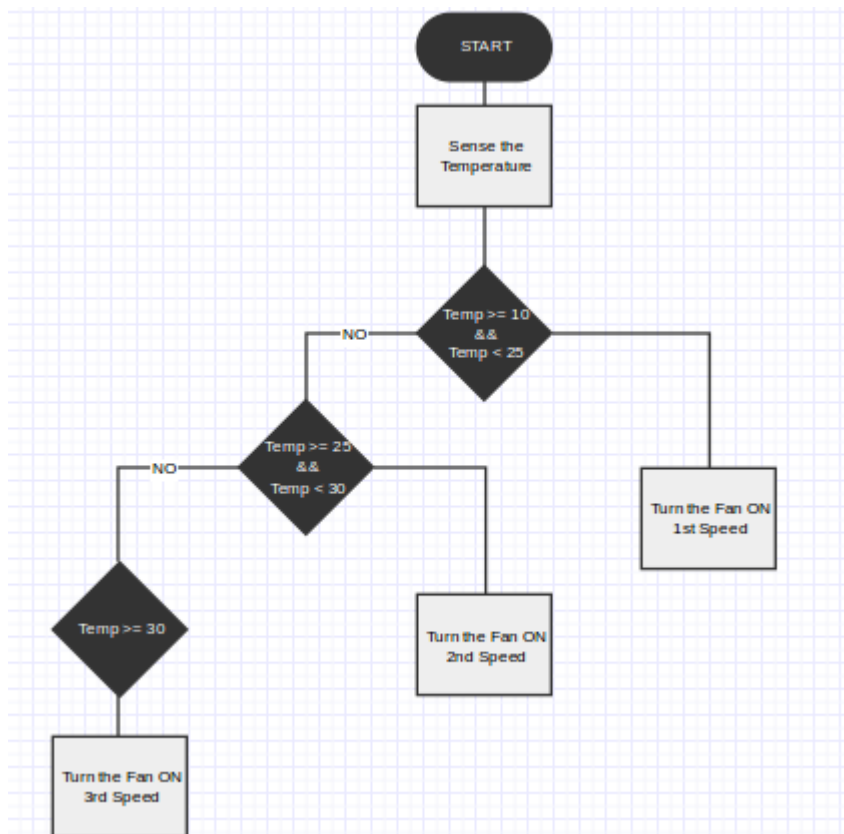 START
Sense the
Temperature
Temp >= 10
&&
Temp < 25
NO
Temp >= 25
&&
Temp < 30
NO
Turn the Fan ON
1st Speed
Temp >= 30
Turn the Fan ON
2nd Speed
Turn the Fan ON
3rd Speed